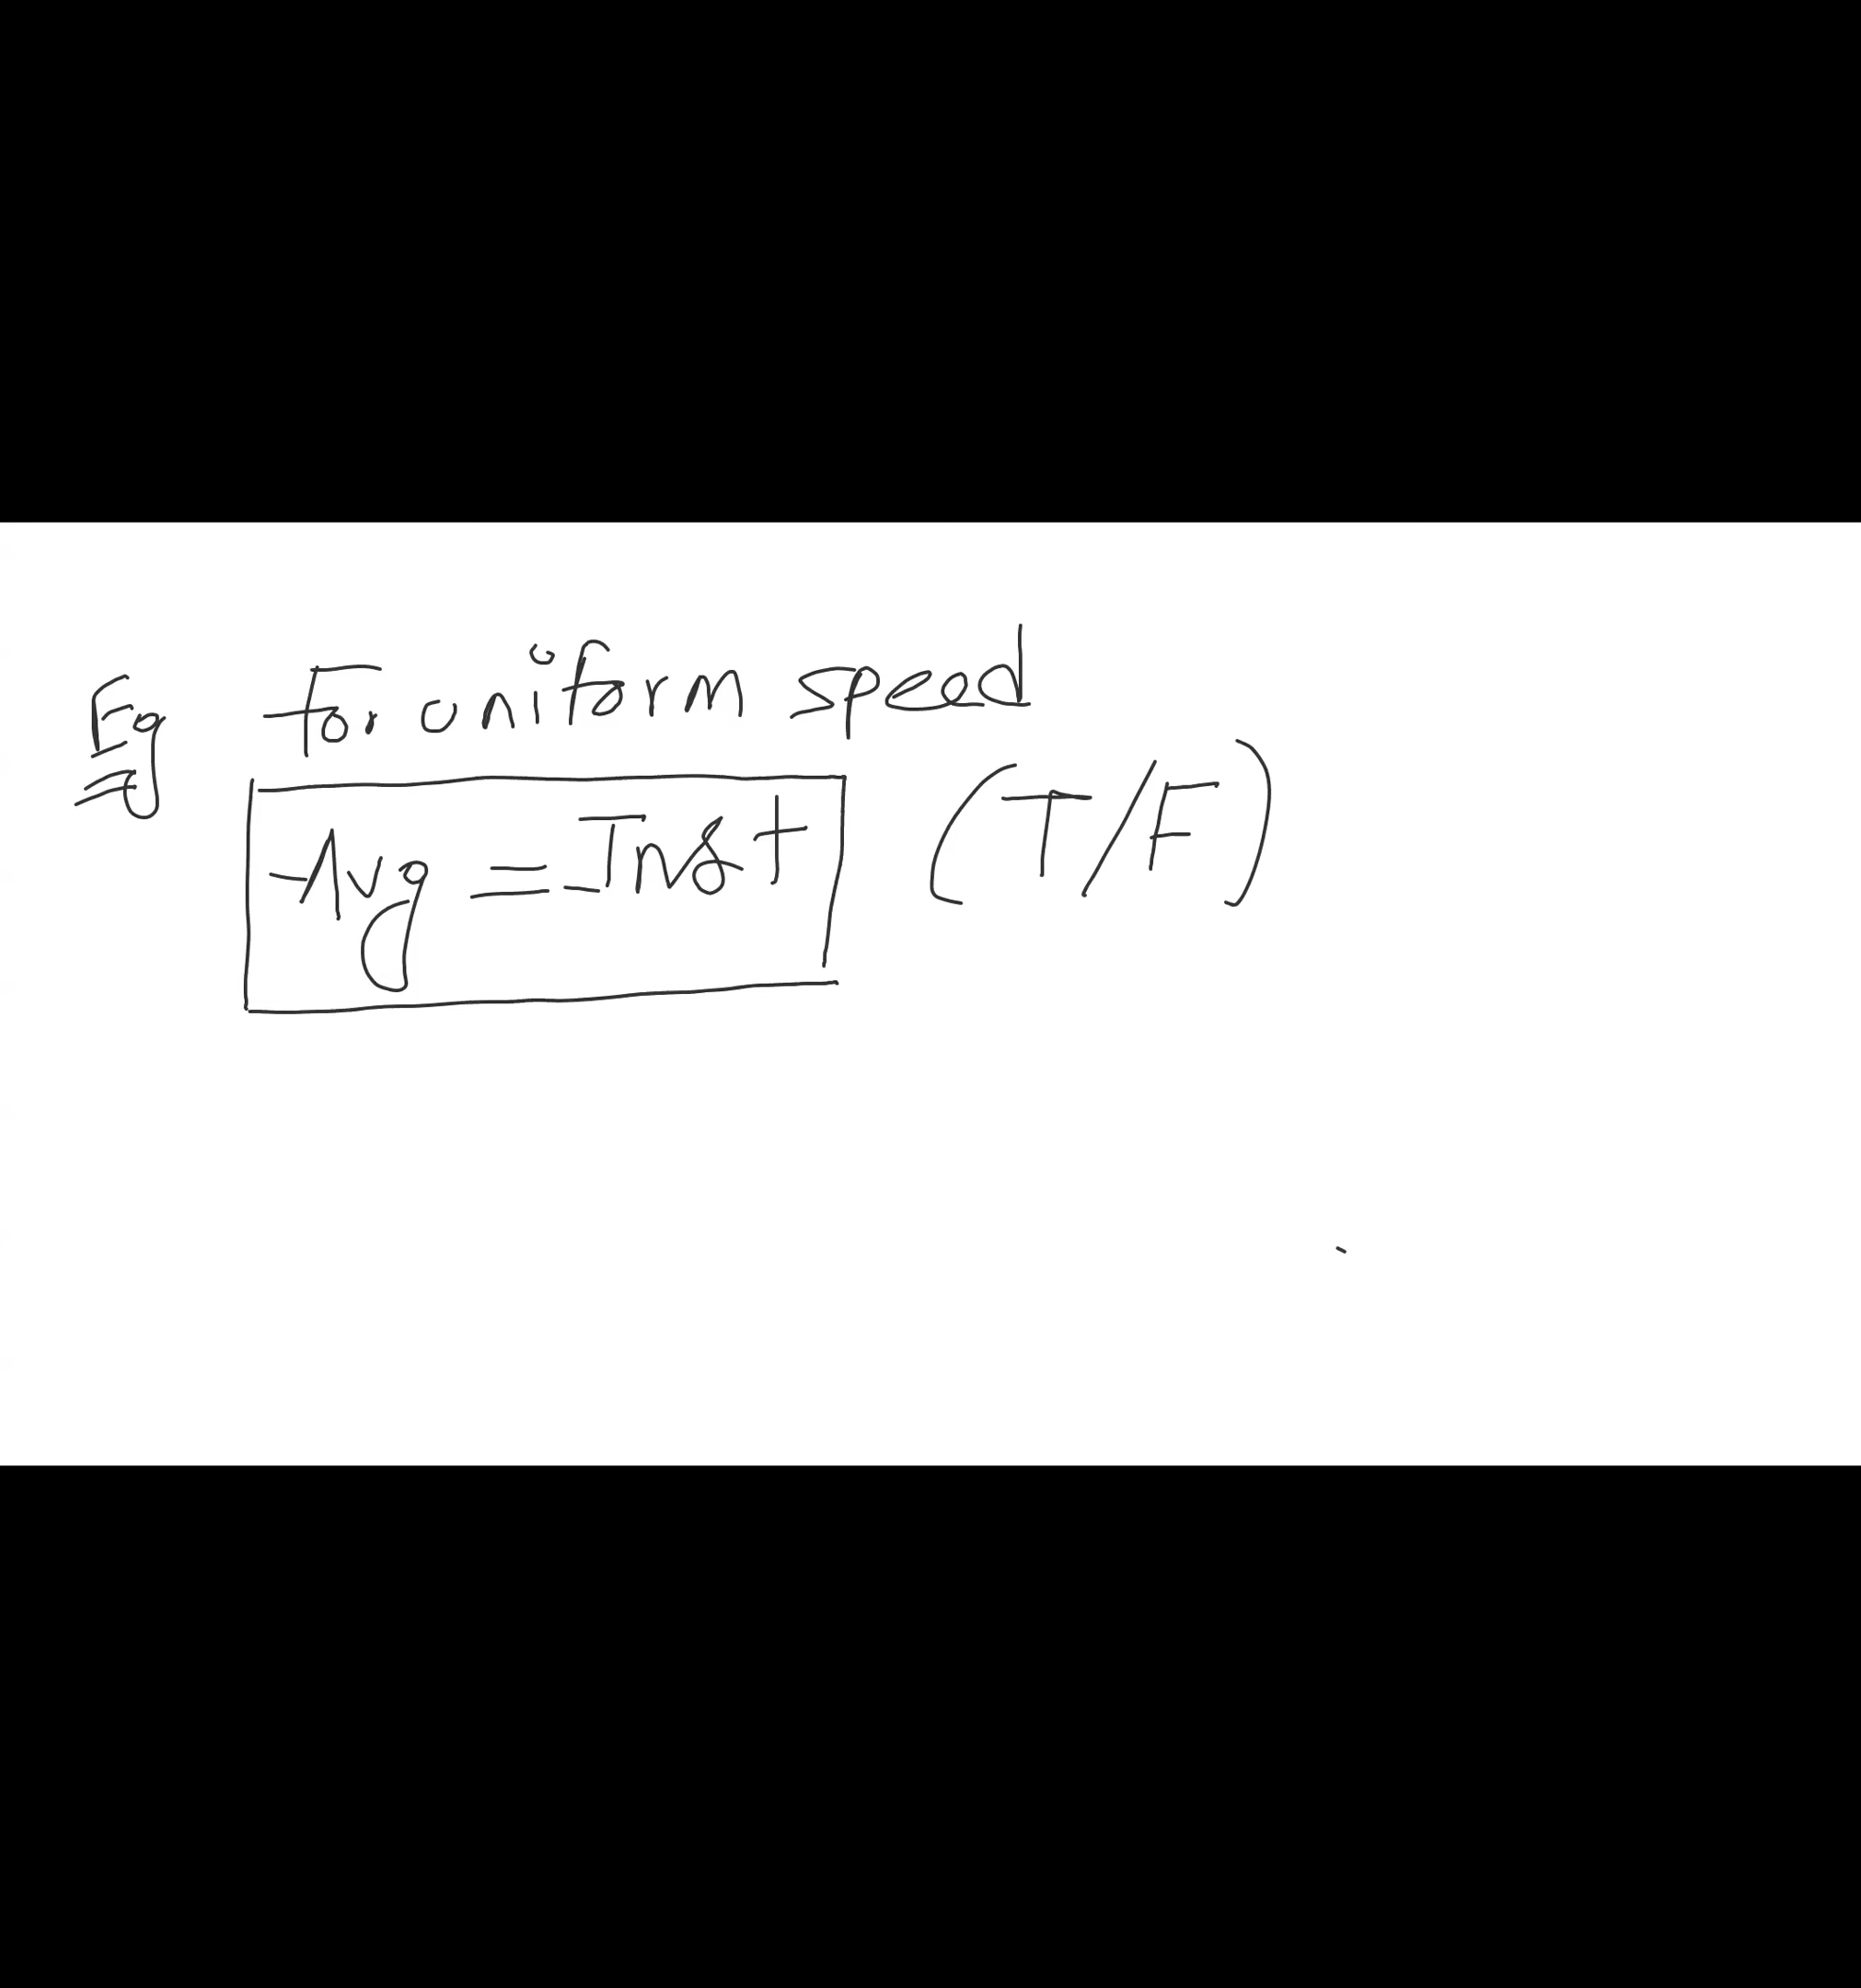 Eg For uniform speed
Avg = Inst (T/F)